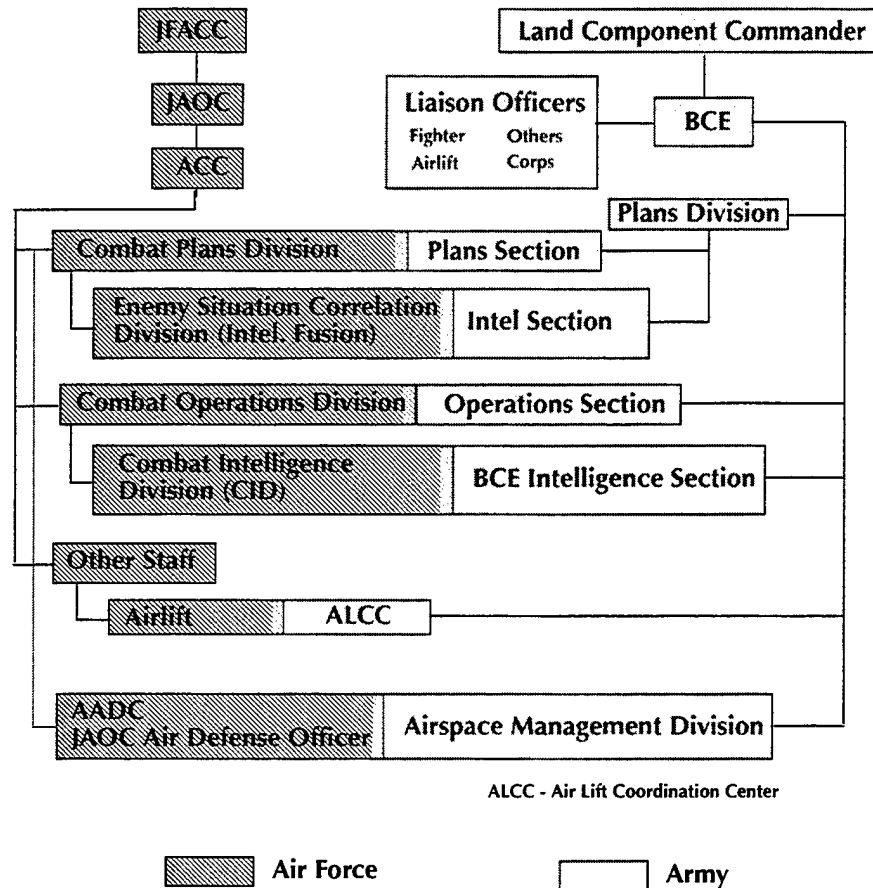 JFACC
Land Component Commander
JAOC
Liaison Officers
Fighter Others
Airlift Corps
BCE
ACC
Plans Division
Combat Plans Division
Plans Section
Enemy Situation Correlation
Division (Intel. Fusion)
Intel Section
Combat Operations Division
Operations Section
Combat Intelligence
Division (CID)
BCE Intelligence Section
Other Staff
Airlift
ALCC
AADC
JAOC Air Defense Officer
Airspace Management Division
ALCC - Air Lift Coordination Center
Air Force
Army